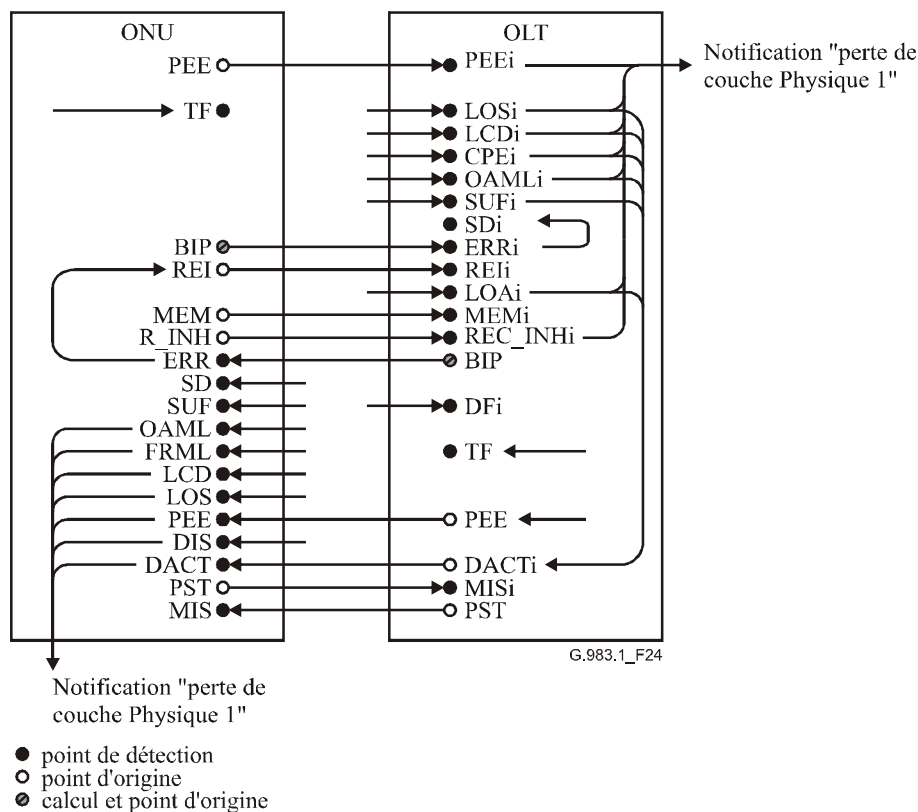 ONU
OLT
PEE
PEEi
Notification "perte de
couche Physique 1"
TF
LOSi
LCDi
CPEi
OAMLi
SUFi
SDi
BIP
ERRi
REI
REIi
LOAi
MEM
MEMi
R_INH
REC_INHi
ERR
BIP
SD
SUF
DFi
OAML
FRML
TF
LCD
LOS
PEE
PEE
DIS
DACT
DACTi
PST
MISi
MIS
PST
G.983.1_F24
Notification "perte de
couche Physique 1"
point de détection
point d'origine
calcul et point d'origine